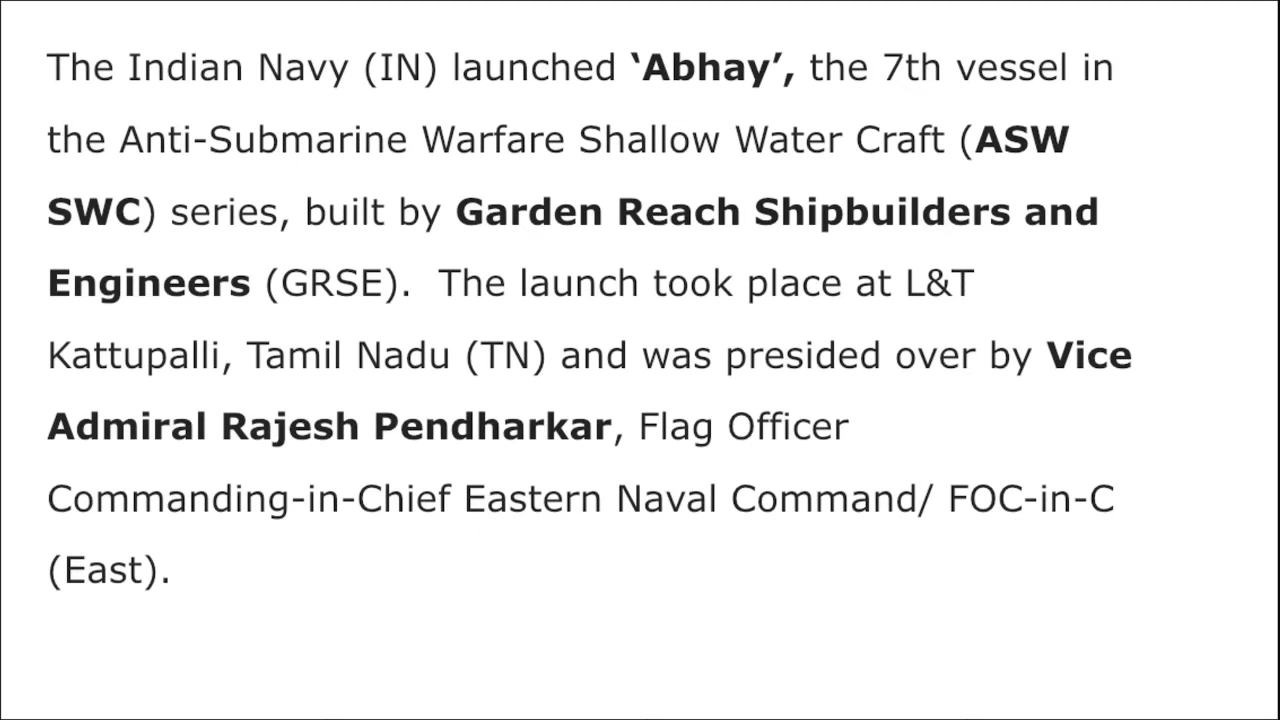 The Indian Navy (IN) launched ‘Abhay’, the 7th vessel in
the Anti-Submarine Warfare Shallow Water Craft (ASW
SWC) series, built by Garden Reach Shipbuilders and
Engineers (GRSE).  The launch took place at L&T
Kattupalli, Tamil Nadu (TN) and was presided over by Vice
Admiral Rajesh Pendharkar, Flag Officer
Commanding-in-Chief Eastern Naval Command/ FOC-in-C
(East).